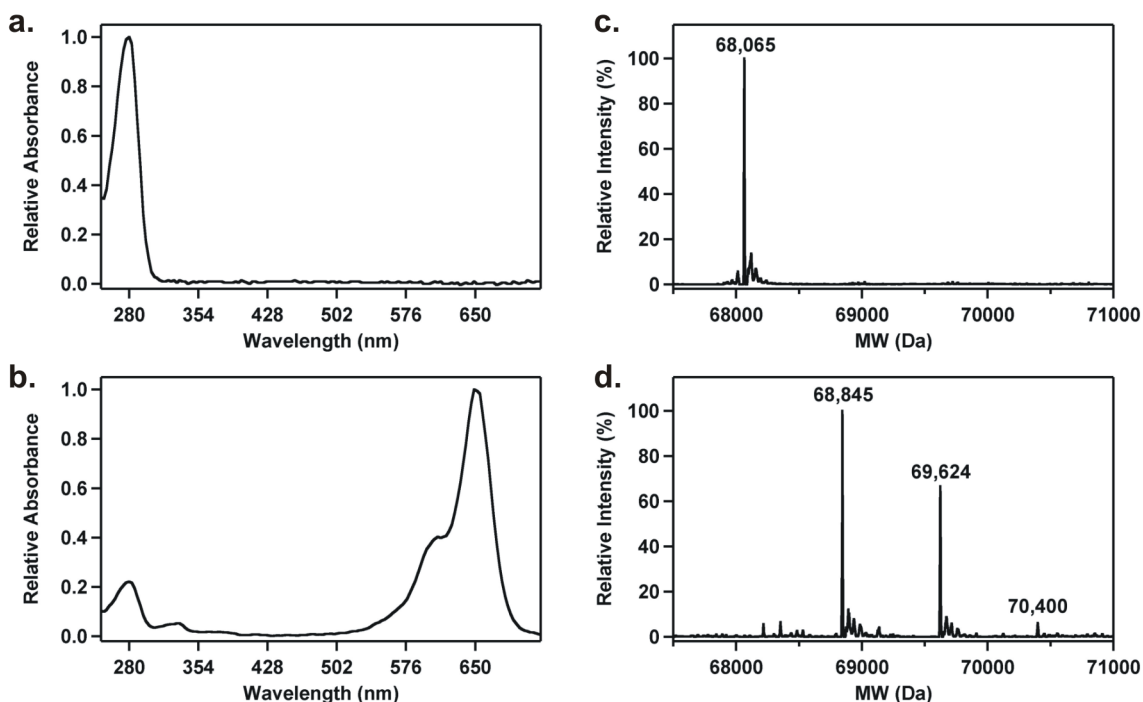 a.
Relative Absorbance
1.0
0.8
0.6
0.4
0.2
0.0
280 354 428 502 576 650
Wavelength (nm)
c.
Relative Intensity (%)
100
80
60
40
20
0
68,065
68000 69000 70000 71000
MW (Da)
b.
Relative Absorbance
1.0
0.8
0.6
0.4
0.2
0.0
280 354 428 502 576 650
Wavelength (nm)
d.
Relative Intensity (%)
100
80
60
40
20
0
68,845
69,624
70,400
68000 69000 70000 71000
MW (Da)